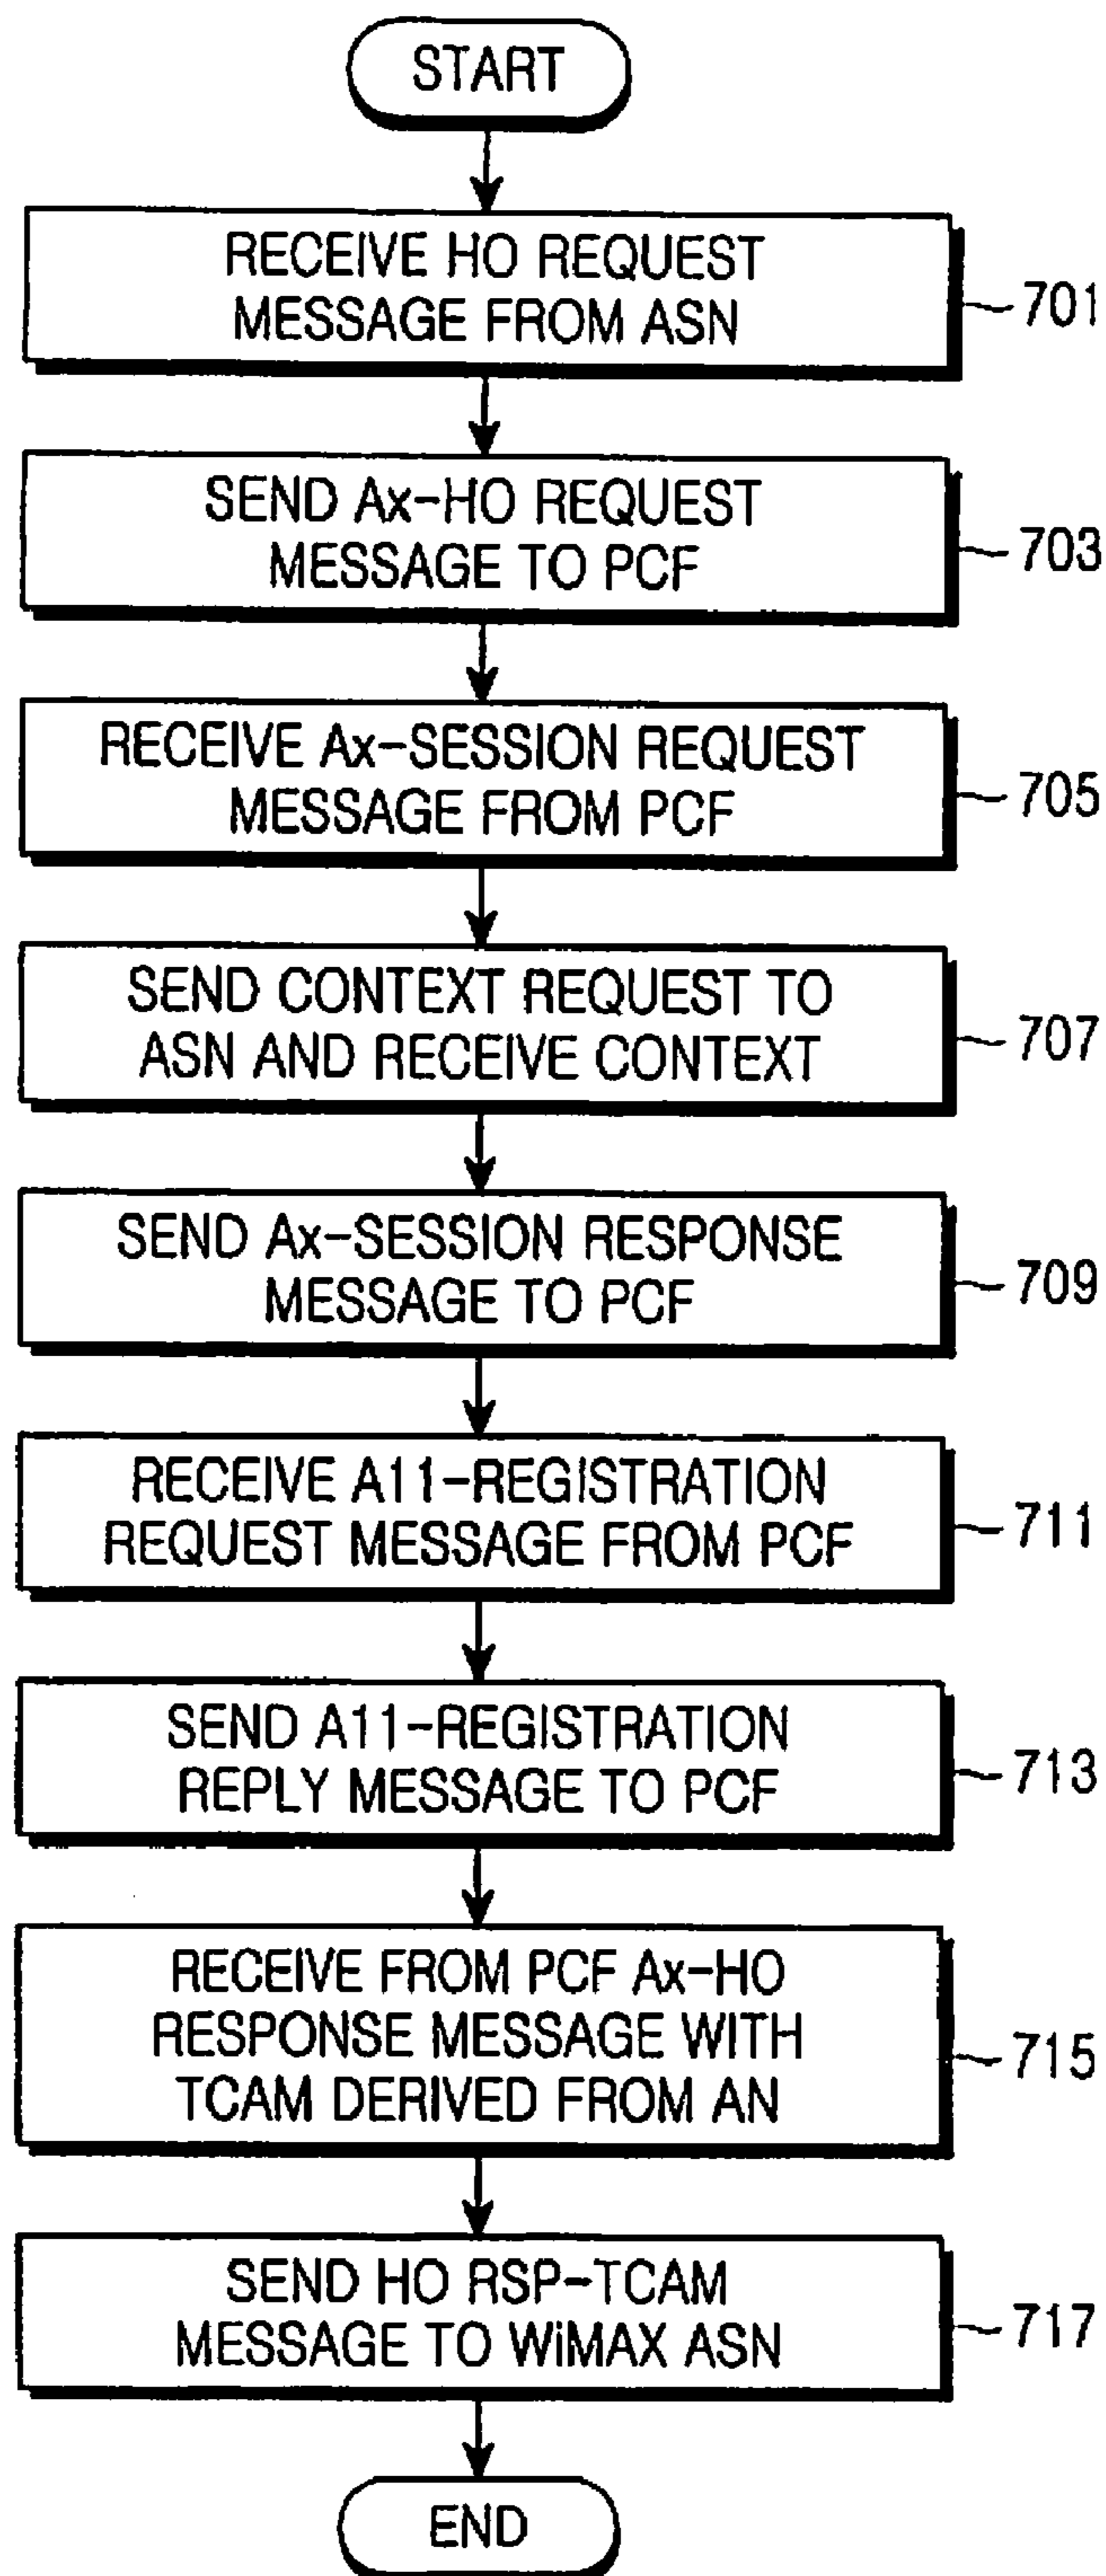 START
RECEIVE HO REQUEST
MESSAGE FROM ASN
701
SEND Ax-HO REQUEST
MESSAGE TO PCF
703
RECEIVE Ax-SESSION REQUEST
MESSAGE FROM PCF
705
SEND CONTEXT REQUEST TO
ASN AND RECEIVE CONTEXT
707
SEND Ax-SESSION RESPONSE
MESSAGE TO PCF
709
RECEIVE A11-REGISTRATION
REQUEST MESSAGE FROM PCF
711
SEND A11-REGISTRATION
REPLY MESSAGE TO PCF
713
RECEIVE FROM PCF Ax-HO
RESPONSE MESSAGE WITH
TCAM DERIVED FROM AN
715
SEND HO RSP-TCAM
MESSAGE TO WiMAX ASN
717
END